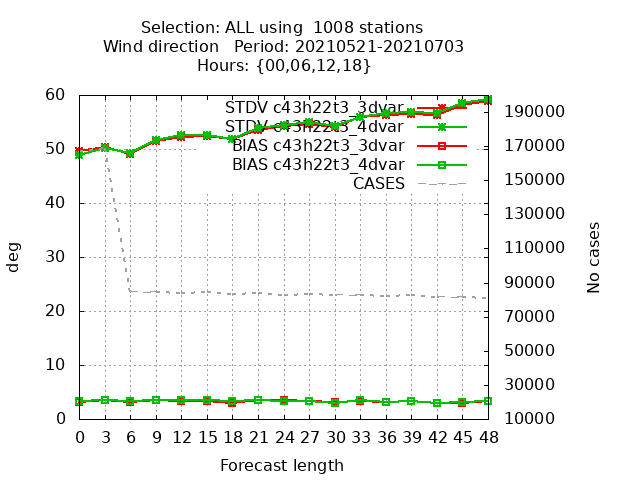 Selection: ALL using  1008 stations
Wind direction   Period: 20210521-20210703
Hours: {00,06,12,18}
STDV c43h22t3_3dvar
STDV c43h22t3_4dvar
BIAS c43h22t3_3dvar
BIAS c43h22t3_4dvar
CASES
60
50
40
30
20
10
0
deg
190000
170000
150000
130000
110000
90000
70000
50000
30000
10000
No cases
0 3 6 9 12 15 18 21 24 27 30 33 36 39 42 45 48
Forecast length